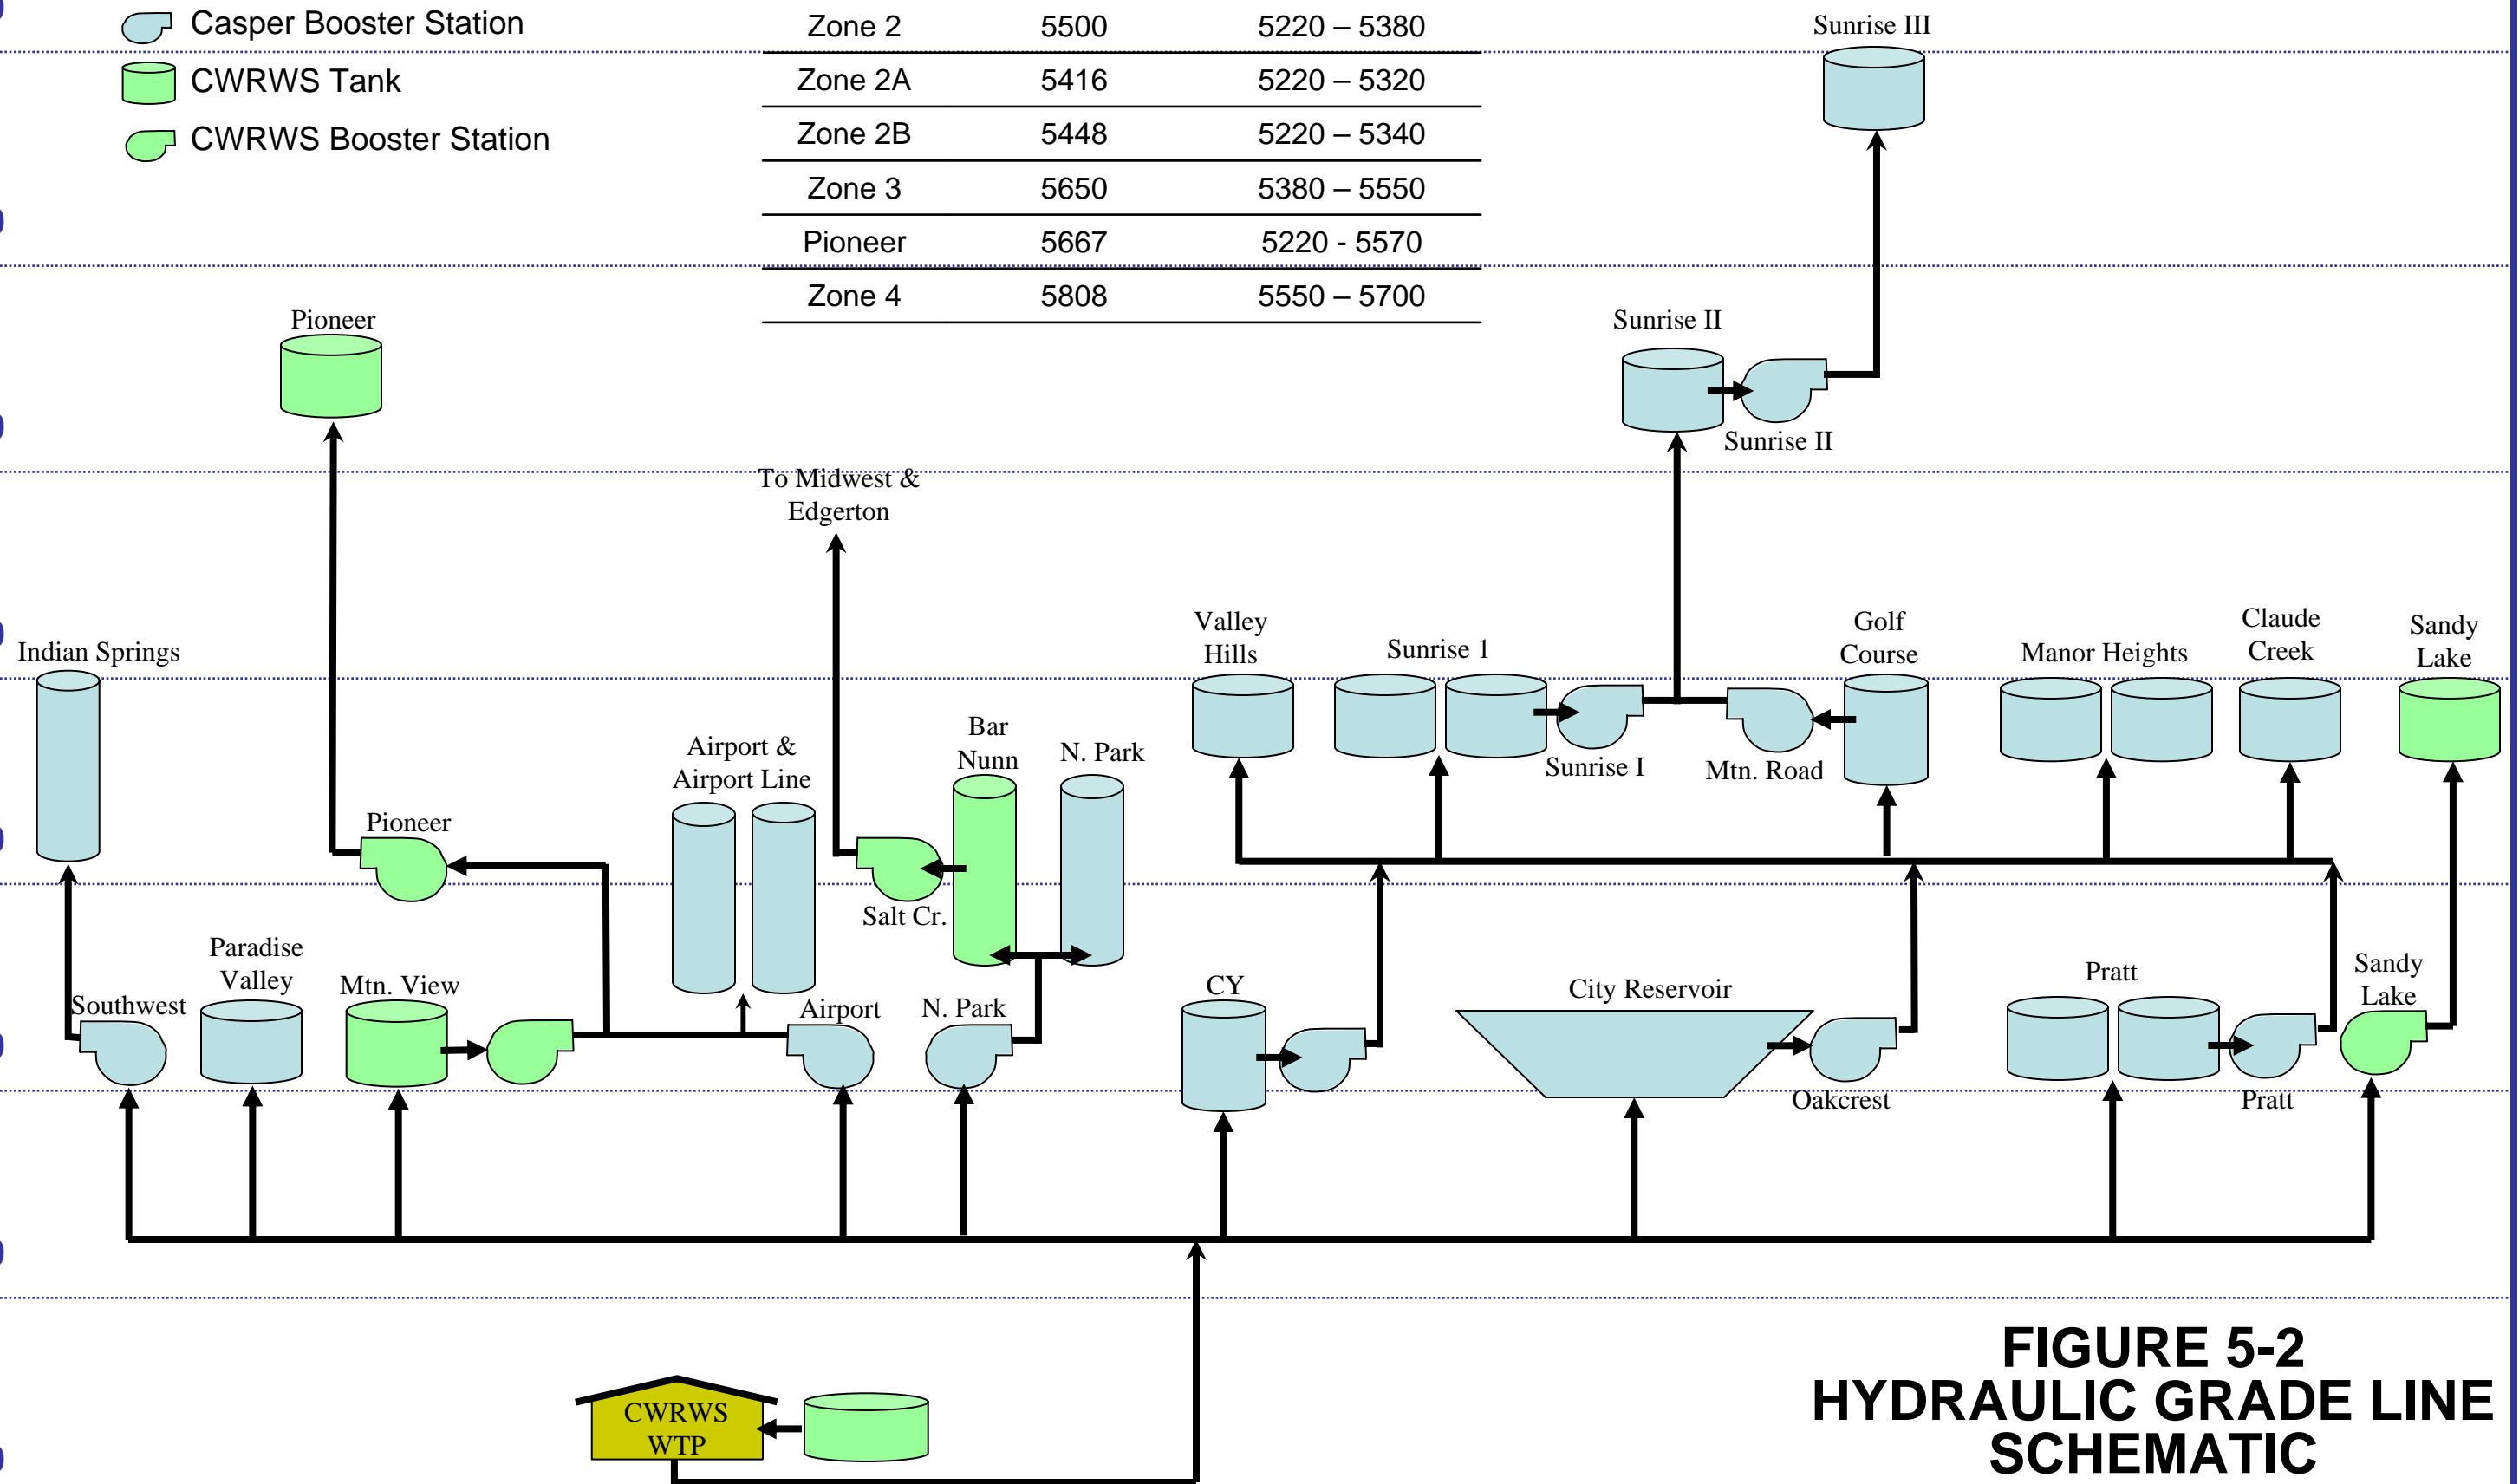 Casper Booster Station
CWRWS Tank
CWRWS Booster Station
Zone 2 5500 5220 – 5380
Zone 2A 5416 5220 – 5320
Zone 2B 5448 5220 – 5340
Zone 3 5650 5380 – 5550
Pioneer 5667 5220 - 5570
Zone 4 5808 5550 – 5700
Sunrise III
Pioneer
Sunrise II
Sunrise II
To Midwest &
Edgerton
Indian Springs
Valley
Hills
Sunrise 1
Golf
Course
Manor Heights
Claude
Creek
Sandy
Lake
Airport &
Airport Line
Bar
Nunn
N. Park
Sunrise I
Mtn. Road
Pioneer
Salt Cr.
Southwest
Paradise
Valley
Mtn. View
Airport
N. Park
CY
City Reservoir
Oakcrest
Pratt
Pratt
Sandy
Lake
CWRWS
WTP
FIGURE 5-2
HYDRAULIC GRADE LINE
SCHEMATIC